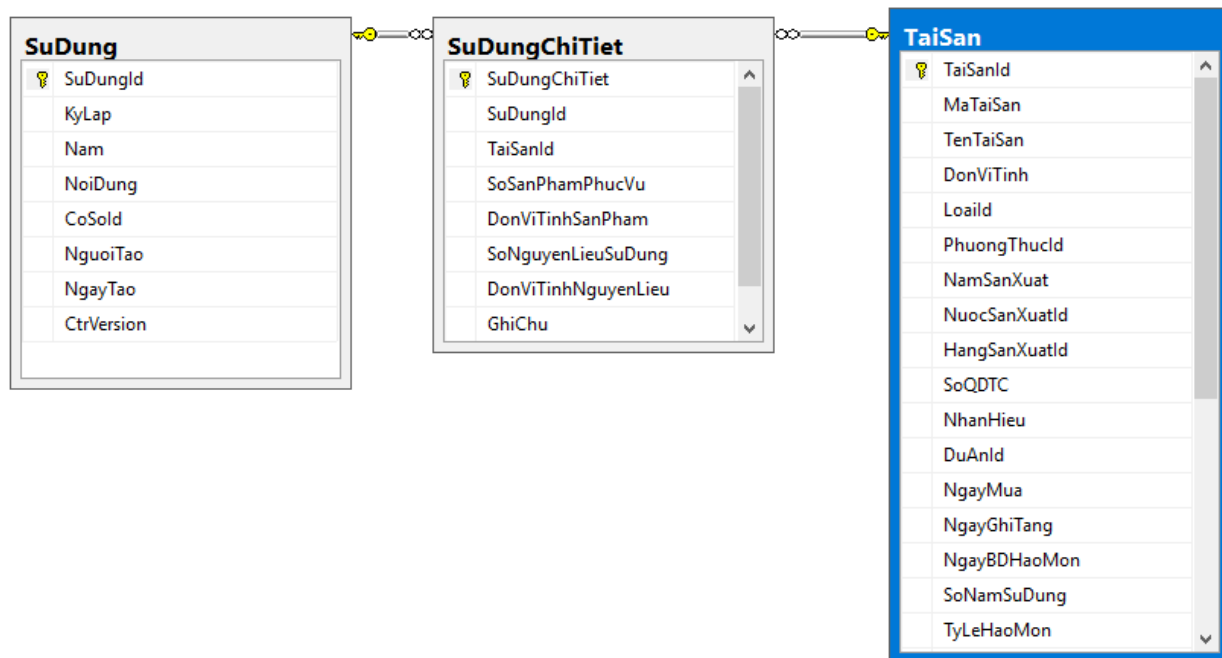 SuDung
SuDungId
KyLap
Nam
NoiDung
CoSoId
NguoiTao
NgayTao
CtrVersion
SuDungChiTiet
SuDungChiTiet
SuDungId
TaiSanId
SoSanPhamPhucVu
DonViTinhSanPham
SoNguyenLieuSuDung
DonViTinhNguyenLieu
GhiChu
TaiSan
TaiSanId
MaTaiSan
TenTaiSan
DonViTinh
LoaiId
PhuongThucId
NamSanXuat
NuocSanXuatId
HangSanXuatId
SoQDTC
NhanHieu
DuAnId
NgayMua
NgayGhiTang
NgayBDHaoMon
SoNamSuDung
TyLeHaoMon